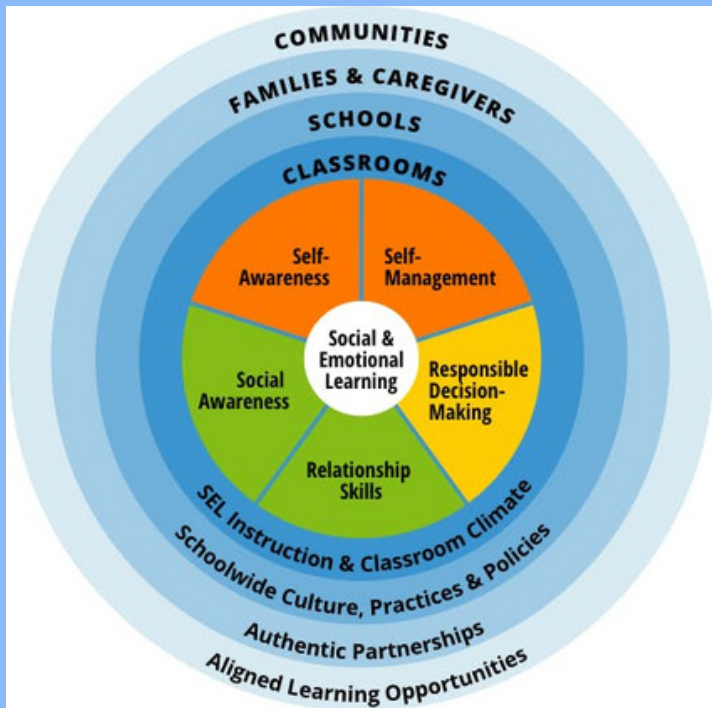 COMMUNITIES
FAMILIES & CAREGIVERS
SCHOOLS
CLASSROOMS
Self-
Awareness
Self-
Management
Social &
Emotional
Learning
Social
Awareness
Responsible
Decision-
Making
Relationship
Skills
SEL Instruction & Classroom Climate
Schoolwide Culture, Practices & Policies
Authentic Partnerships
Aligned Learning Opportunities